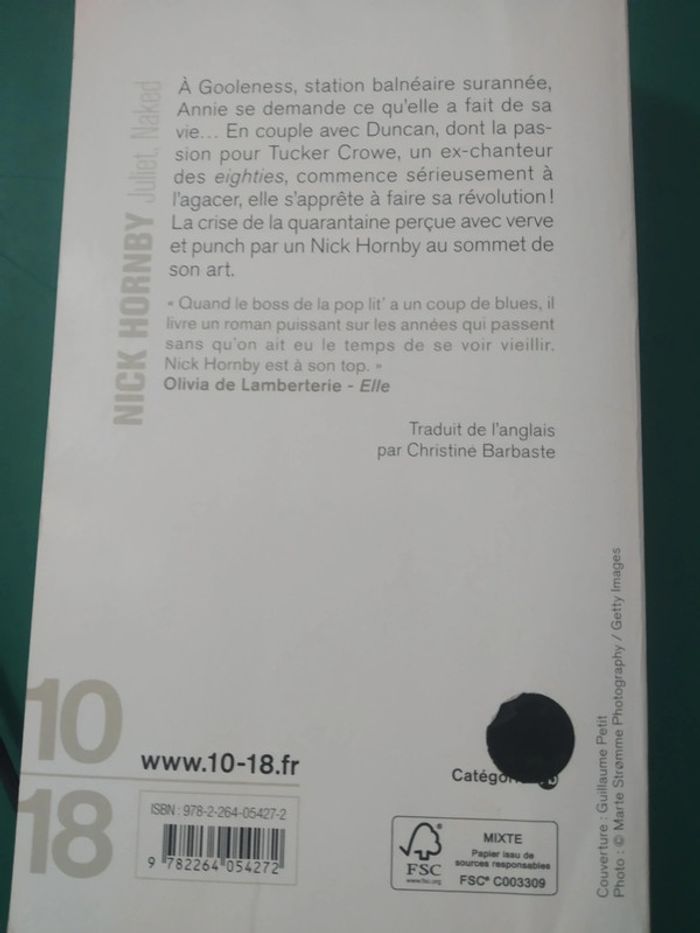 NICK HORNBY Juliet, Naked
À Gooleness, station balnéaire surannée,
Annie se demande ce qu'elle a fait de sa
vie... En couple avec Duncan, dont la pas-
sion pour Tucker Crowe, un ex-chanteur
des eighties, commence sérieusement à
l'agacer, elle s'apprête à faire sa révolution !
La crise de la quarantaine perçue avec verve
et punch par un Nick Hornby au sommet de
son art.
« Quand le boss de la pop lit' a un coup de blues, il
livre un roman puissant sur les années qui passent
sans qu'on ait eu le temps de se voir vieillir.
Nick Hornby est à son top. »
Olivia de Lamberterie - Elle
Traduit de l'anglais
par Christine Barbaste
10
18
www.10-18.fr
ISBN : 978-2-264-05427-2
9 782264 054272
FSC
www.fsc.org
MIXTE
Papier issu de
sources responsables
FSC® C003309
Couverture : Guillaume Petit
Photo : © Marte Strømme Photography / Getty Images